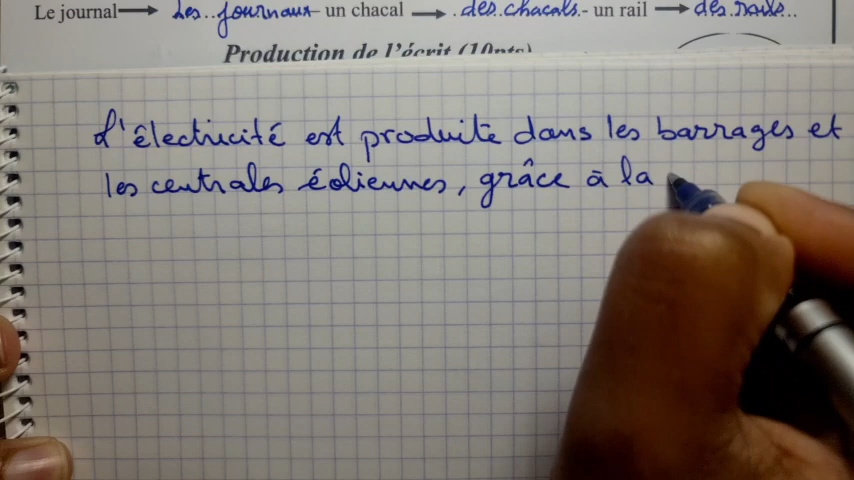 Le journal → Les journaux - un chacal → des chacals - un rail → des rails
Production de l'écrit (10pts)
L'électricité est produite dans les barrages et
les centrales éoliennes, grâce à la